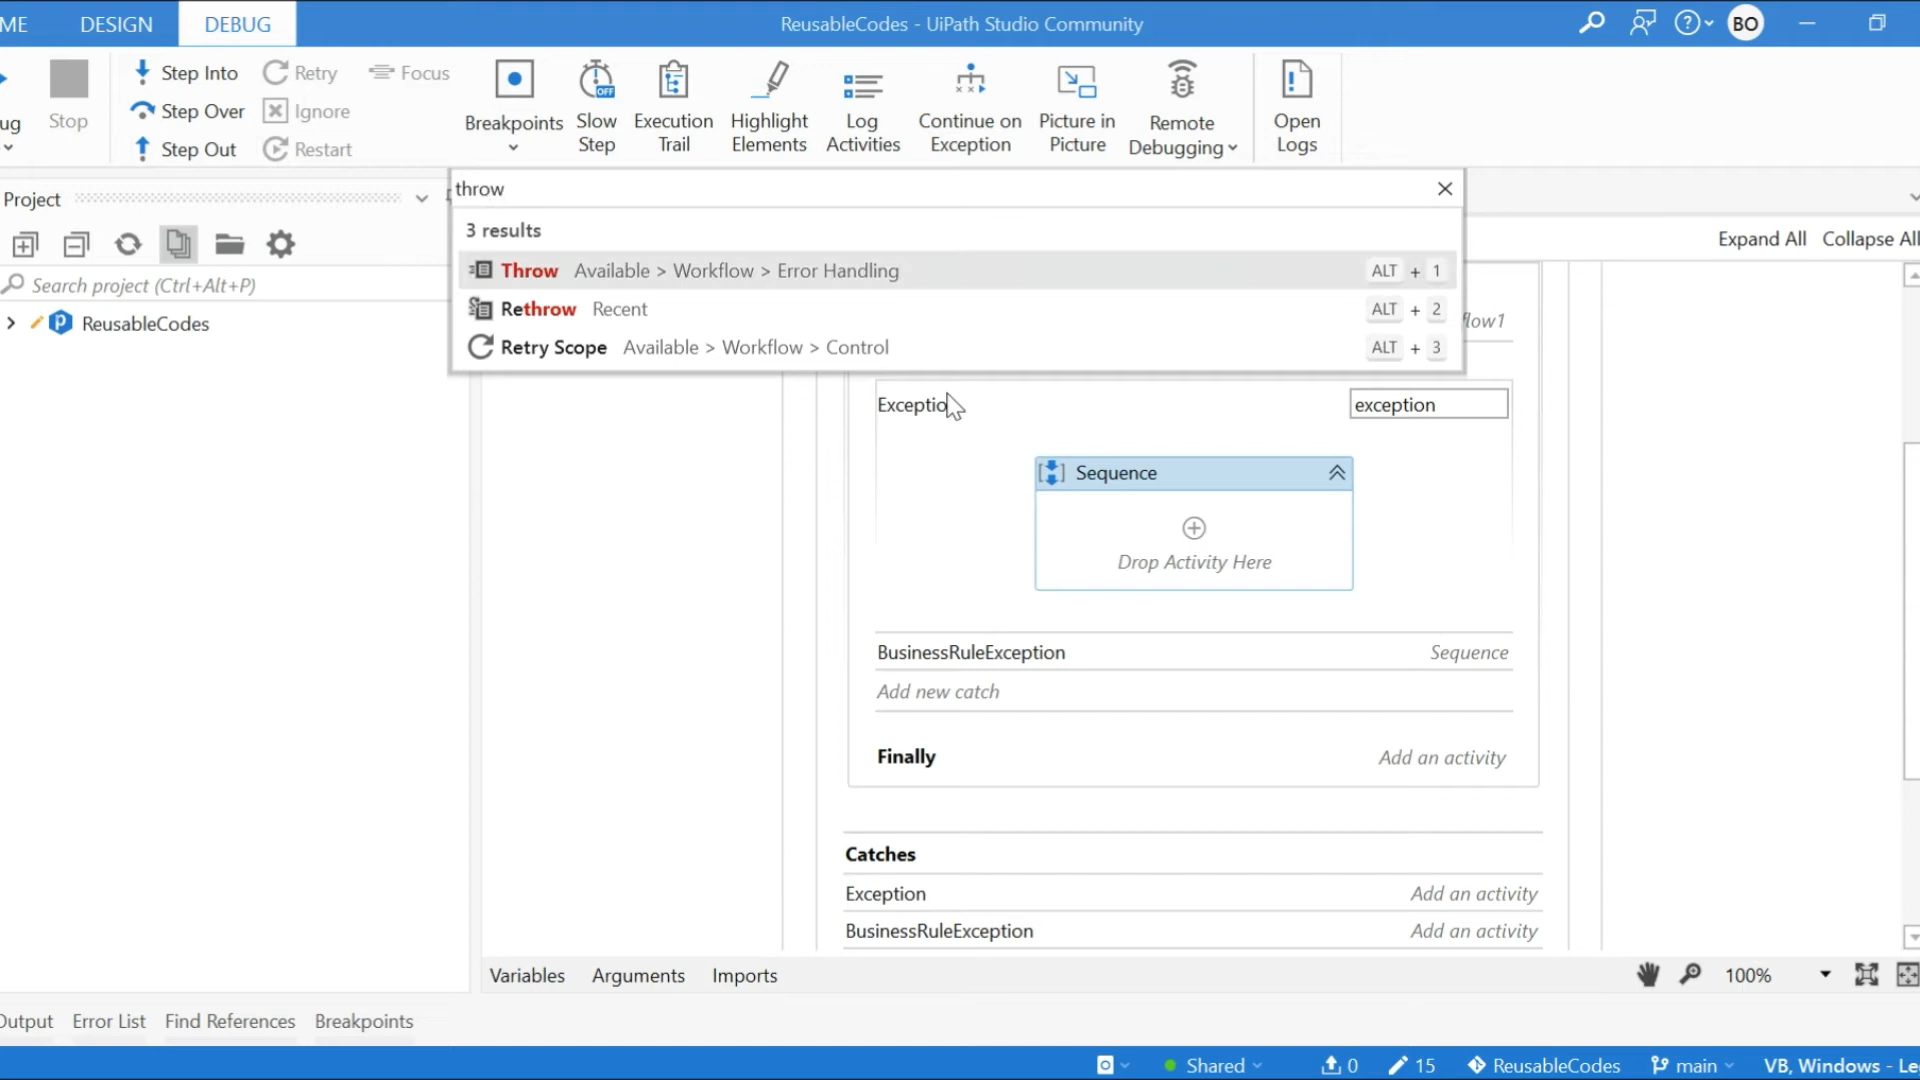 ME DESIGN DEBUG ReusableCodes - UiPath Studio Community BO
Step Into Retry Focus
ug Stop Step Over Ignore
Step Out Restart
Breakpoints
Slow Step OFF
Execution Trail
Highlight Elements
Log Activities
Continue on Exception
Picture in Picture
Remote Debugging
Open Logs
Project
throw
3 results
Throw Available > Workflow > Error Handling ALT + 1
Rethrow Recent ALT + 2
Retry Scope Available > Workflow > Control ALT + 3
Expand All Collapse All
Search project (Ctrl+Alt+P)
ReusableCodes
flow1
Exceptio exception
Sequence
Drop Activity Here
BusinessRuleException Sequence
Add new catch
Finally Add an activity
Catches
Exception Add an activity
BusinessRuleException Add an activity
Variables Arguments Imports 100%
Output Error List Find References Breakpoints
Shared 0 15 ReusableCodes main VB, Windows - Le